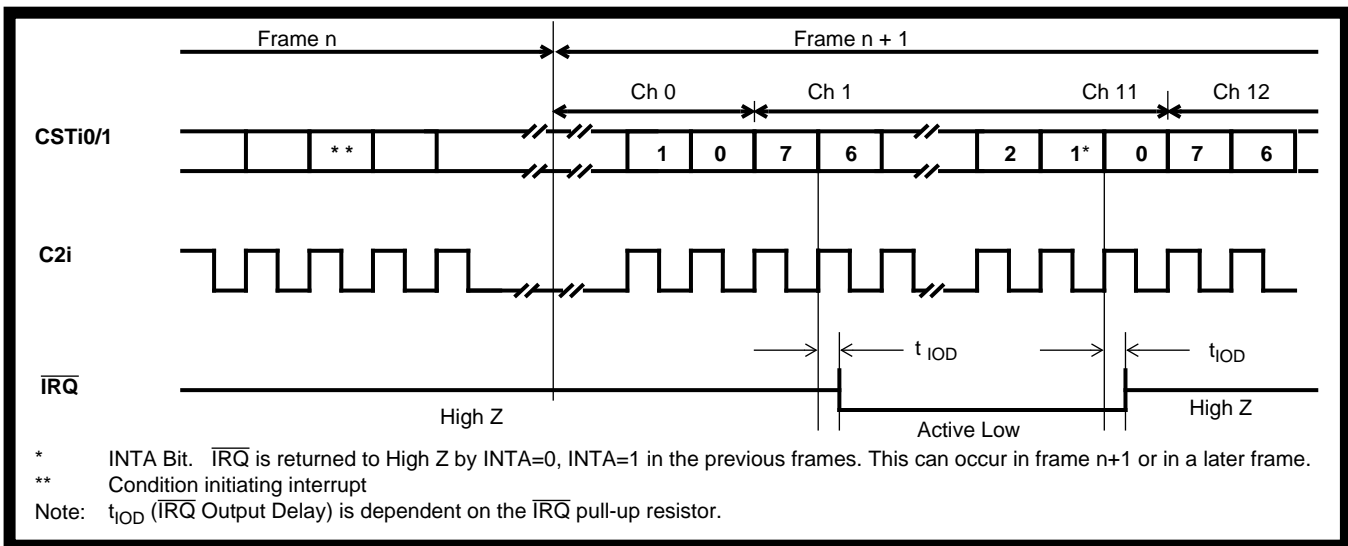 Frame n Frame n + 1
Ch 0 Ch 1 Ch 11 Ch 12
CSTi0/1 * * 1 0 7 6 2 1* 0 7 6
C2i
t IOD tIOD
IRQ
High Z Active Low High Z
* INTA Bit. IRQ is returned to High Z by INTA=0, INTA=1 in the previous frames. This can occur in frame n+1 or in a later frame.
** Condition initiating interrupt
Note: tIOD (IRQ Output Delay) is dependent on the IRQ pull-up resistor.